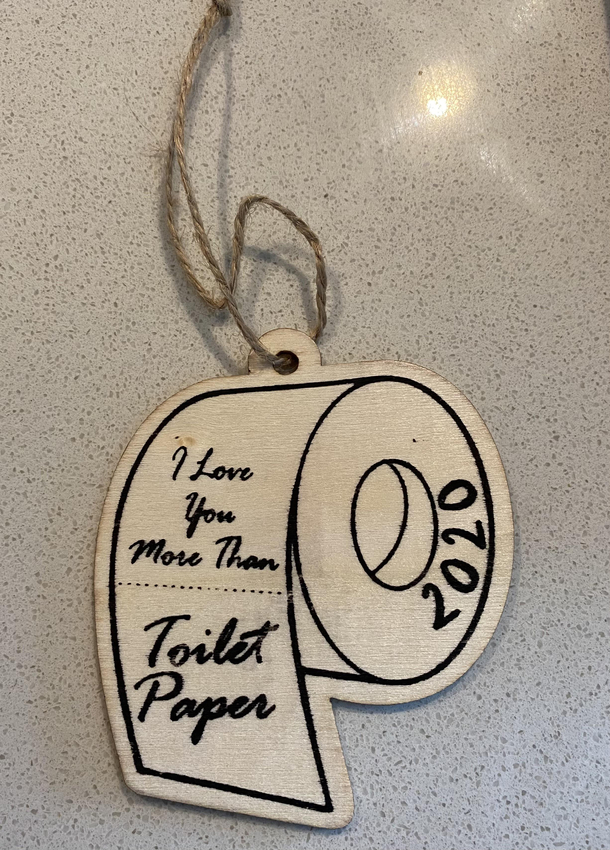 I Love
You
More Than
Toilet
Paper
2020